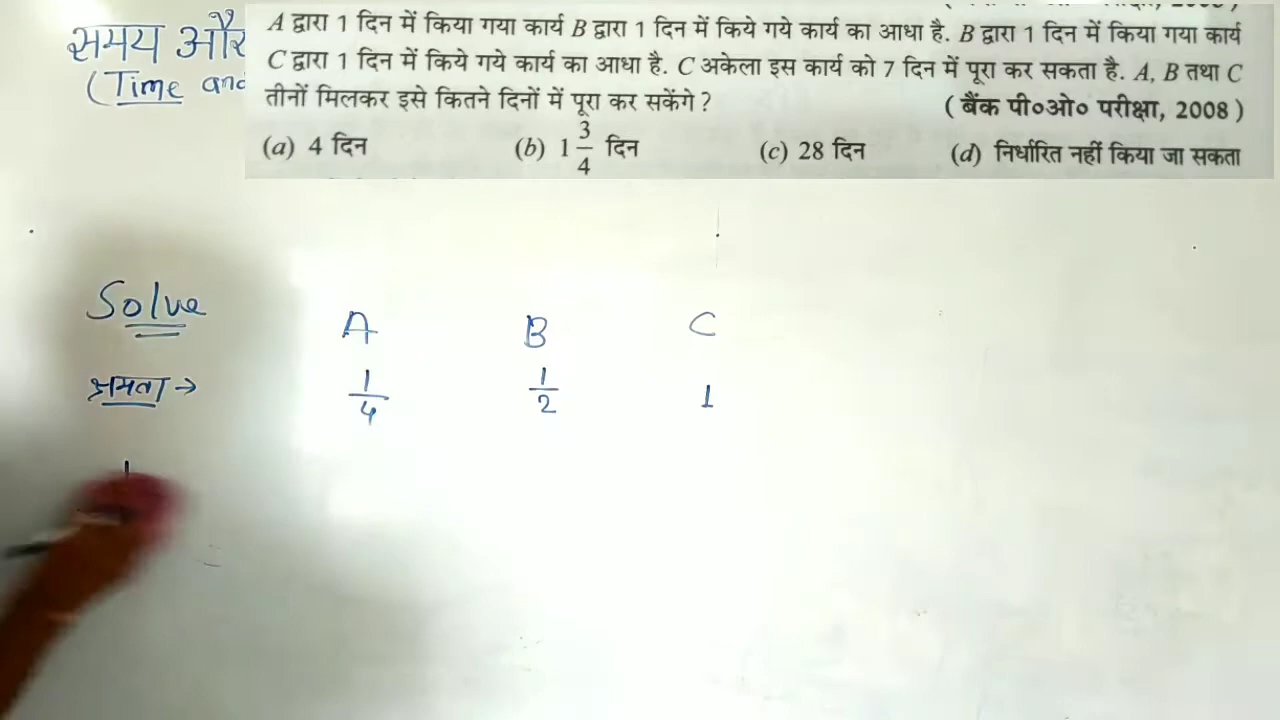 समय और
(Time and
A द्वारा 1 दिन में किया गया कार्य B द्वारा 1 दिन में किये गये कार्य का आधा है. B द्वारा 1 दिन में किया गया कार्य
C द्वारा 1 दिन में किये गये कार्य का आधा है. C अकेला इस कार्य को 7 दिन में पूरा कर सकता है. A, B तथा C
तीनों मिलकर इसे कितने दिनों में पूरा कर सकेंगे ? ( बैंक पी०ओ० परीक्षा, 2008 )
(a) 4 दिन (b) 1 3/4 दिन (c) 28 दिन (d) निर्धारित नहीं किया जा सकता
Solve
A B C
क्षमता → 1/4 1/2 1